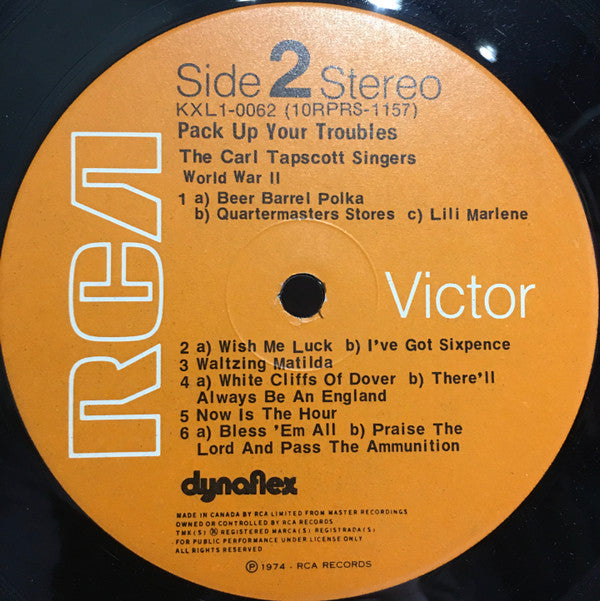 Side 2 Stereo
KXL1-0062 (10RPRS-1157)
Pack Up Your Troubles
The Carl Tapscott Singers
World War II
1 a) Beer Barrel Polka
b) Quartermasters Stores c) Lili Marlene
RCA
Victor
2 a) Wish Me Luck b) I've Got Sixpence
3 Waltzing Matilda
4 a) White Cliffs Of Dover b) There'll
Always Be An England
5 Now Is The Hour
6 a) Bless 'Em All b) Praise The
Lord And Pass The Ammunition
dynaflex
MADE IN CANADA BY RCA LIMITED FROM MASTER RECORDINGS
OWNED OR CONTROLLED BY RCA RECORDS
TMK(S) ® REGISTERED MARCA(S) REGISTRADA(S)
FOR PUBLIC PERFORMANCE UNDER LICENSE ONLY
ALL RIGHTS RESERVED
℗ 1974 - RCA RECORDS